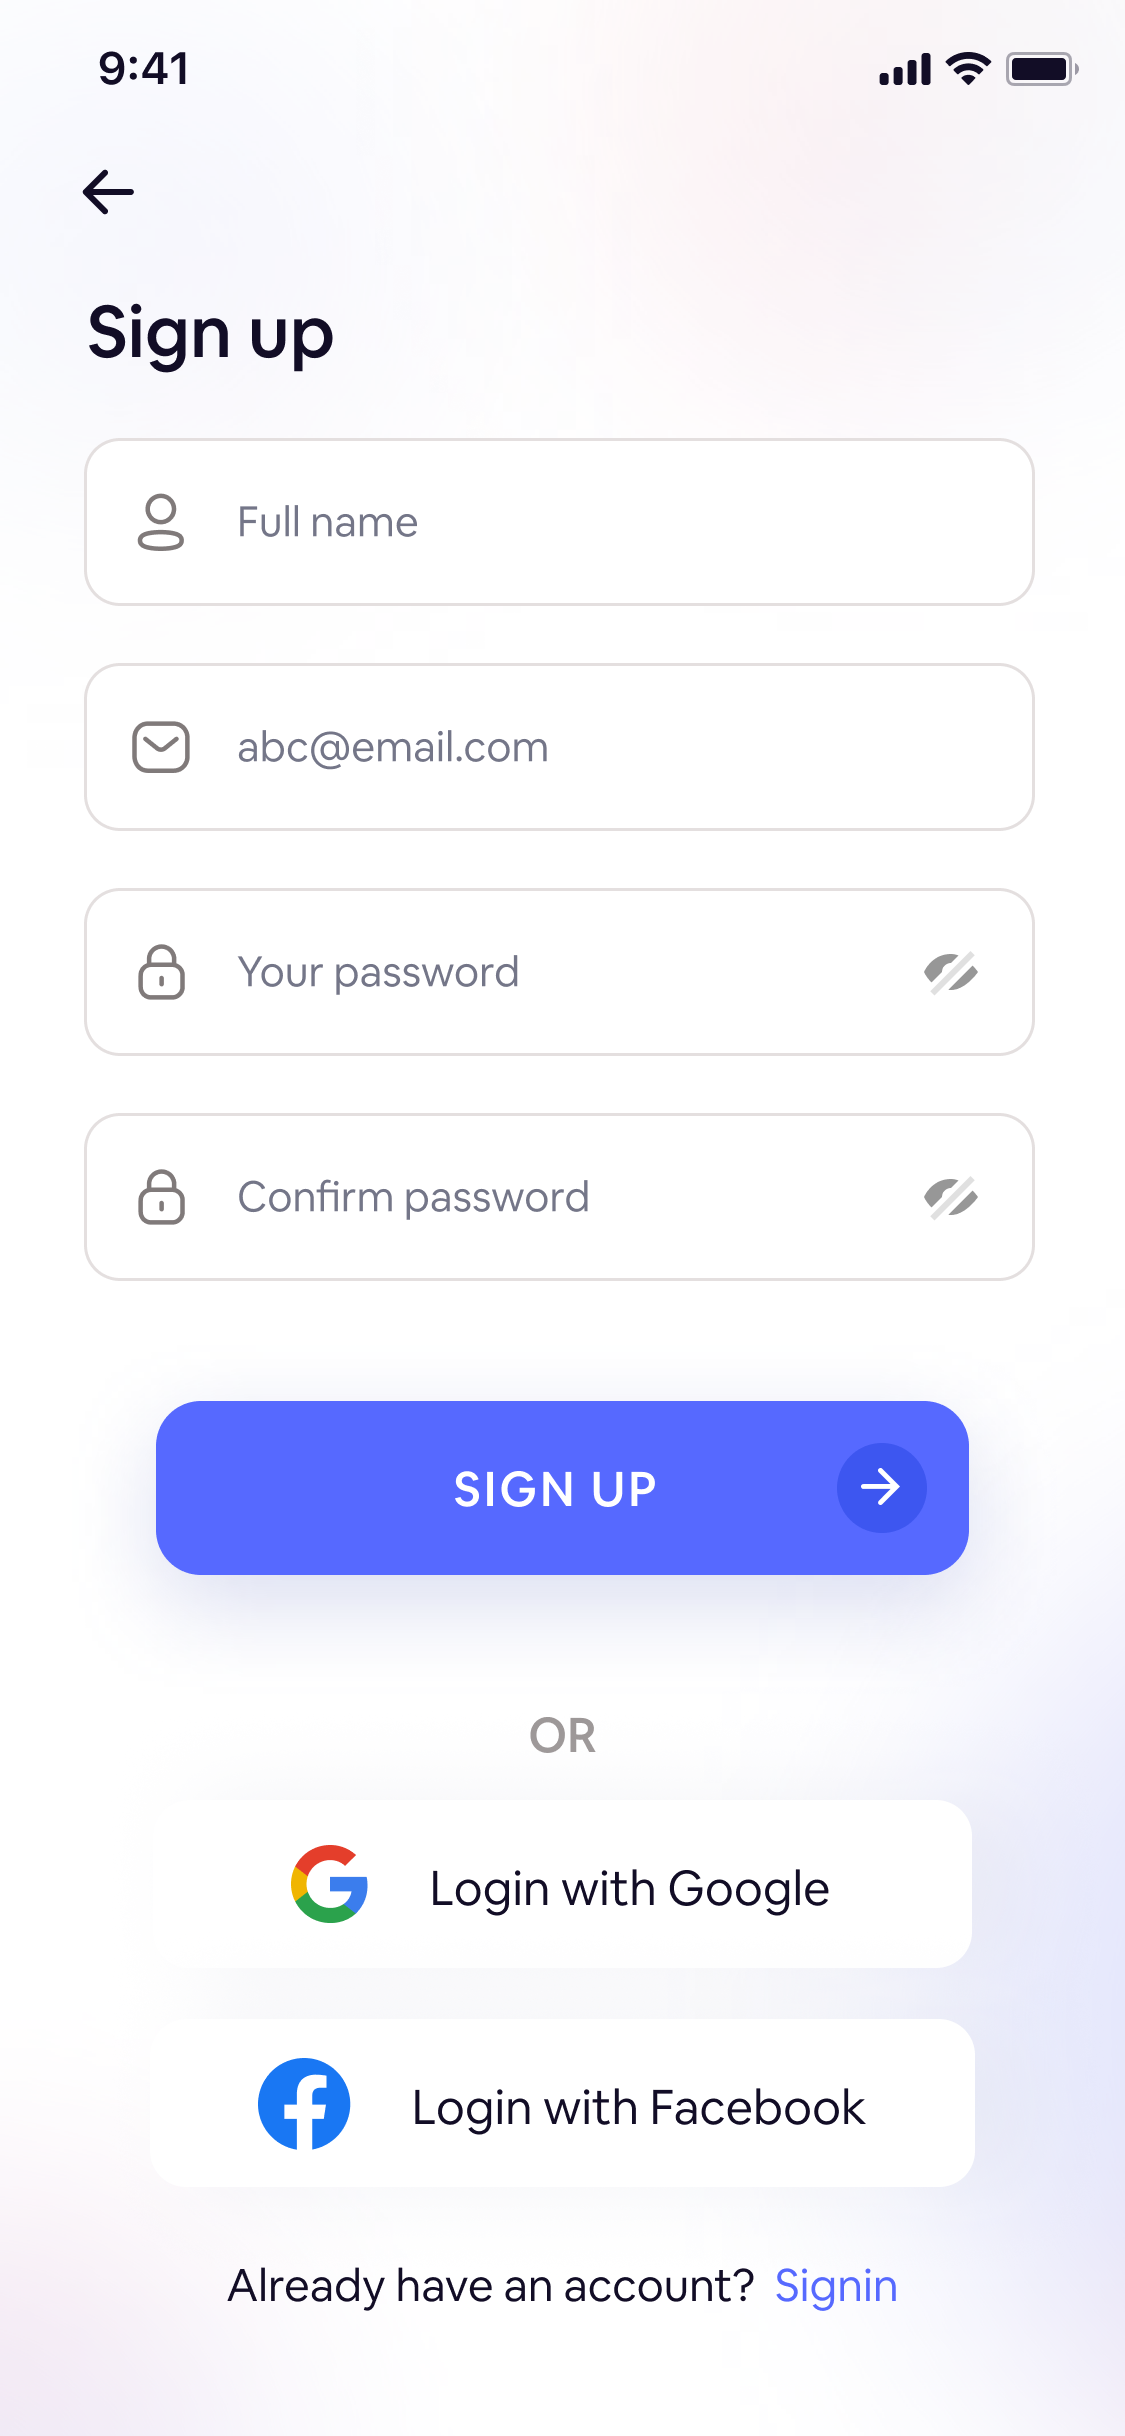 9:41
Sign up
Full name
abc@email.com
Your password
Confirm password
SIGN UP
OR
Login with Google
Login with Facebook
Already have an account? Signin